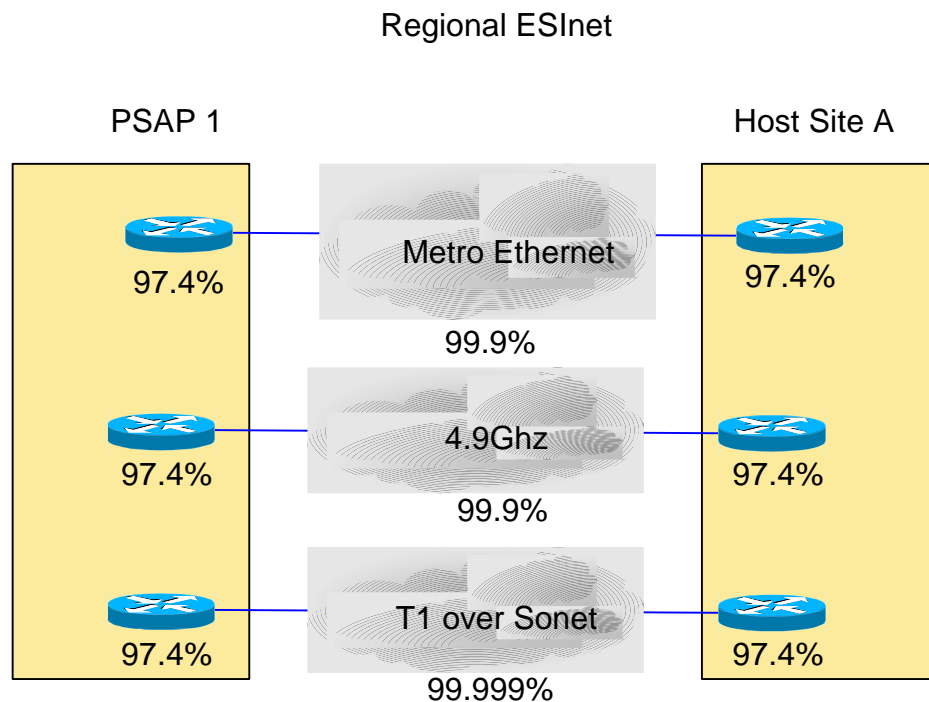 Regional ESInet
PSAP 1
Host Site A
Metro Ethernet
97.4%
97.4%
99.9%
4.9Ghz
97.4%
97.4%
99.9%
T1 over Sonet
97.4%
97.4%
99.999%